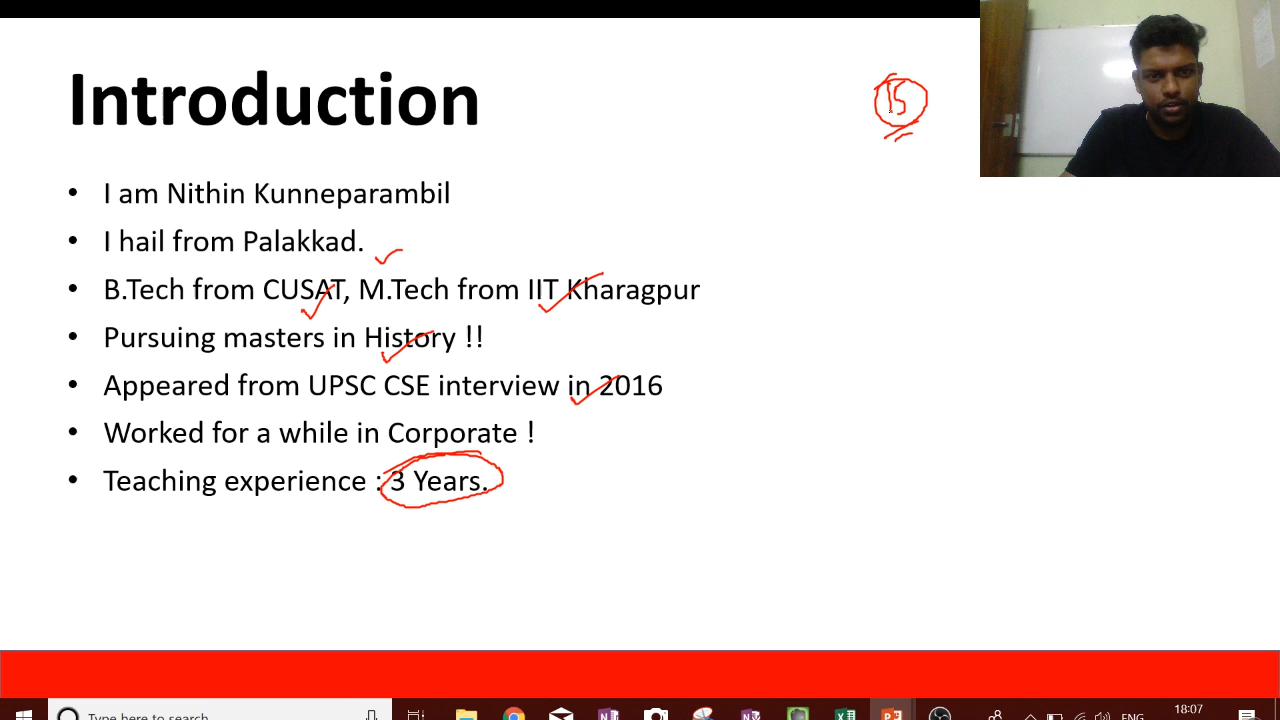 Introduction
15
• I am Nithin Kunneparambil
• I hail from Palakkad.
• B.Tech from CUSAT, M.Tech from IIT Kharagpur
• Pursuing masters in History !!
• Appeared from UPSC CSE interview in 2016
• Worked for a while in Corporate !
• Teaching experience : 3 Years.
Type here to search
ENG
18:07